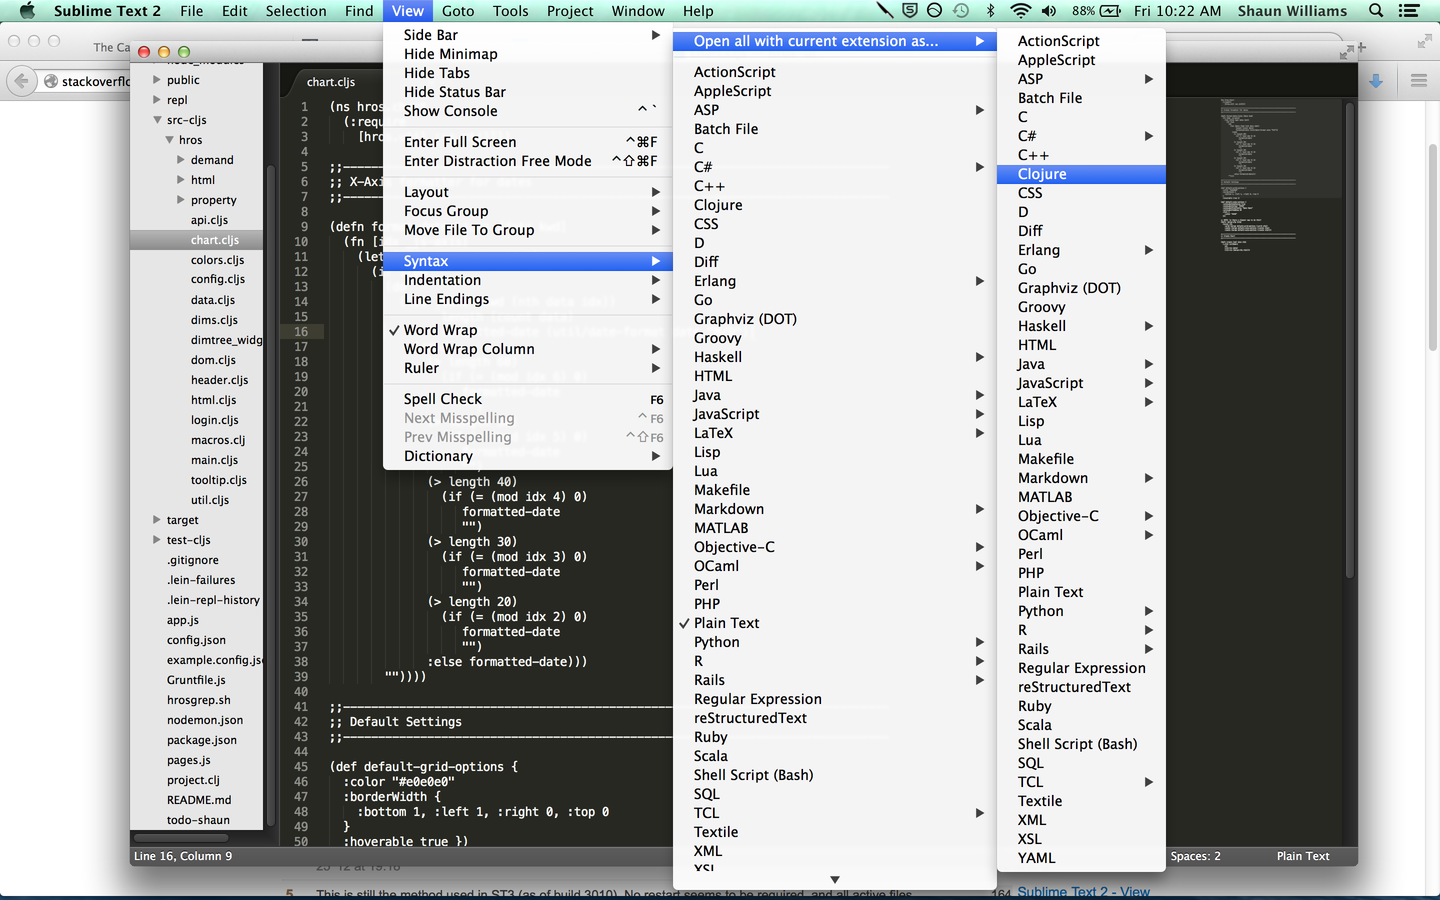 Sublime Text 2 File Edit Selection Find View Goto Tools Project Window Help 88% Fri 10:22 AM Shaun Williams
The Ca
stackoverflo
public
repl
src-cljs
hros
demand
html
property
api.cljs
chart.cljs
colors.cljs
config.cljs
data.cljs
dims.cljs
dimtree_widg
dom.cljs
header.cljs
html.cljs
login.cljs
macros.clj
main.cljs
tooltip.cljs
util.cljs
target
test-cljs
.gitignore
.lein-failures
.lein-repl-history
app.js
config.json
example.config.js
Gruntfile.js
hrosgrep.sh
nodemon.json
package.json
pages.js
project.clj
README.md
todo-shaun
chart.cljs
1 (ns hros
2 (:requ
3 [hro
4
5 ;;--
6 ;; X-Ax
7 ;;--
8
9 (defn fo
10 (fn [i
11 (let
12 (i
13
14
15
16
17
18
19
20
21
22
23
24
25
26 (> length 40)
27 (if (= (mod idx 4) 0)
28 formatted-date
29 "")
30 (> length 30)
31 (if (= (mod idx 3) 0)
32 formatted-date
33 "")
34 (> length 20)
35 (if (= (mod idx 2) 0)
36 formatted-date
37 "")
38 :else formatted-date)))
39 ""))))
40
41 ;;--
42 ;; Default Settings
43 ;;--
44
45 (def default-grid-options {
46 :color "#e0e0e0"
47 :borderWidth {
48 :bottom 1, :left 1, :right 0, :top 0
49 }
50 :hoverable true })
Side Bar
Hide Minimap
Hide Tabs
Hide Status Bar
Show Console ^ `
Enter Full Screen ^⌘F
Enter Distraction Free Mode ^⇧⌘F
Layout
Focus Group
Move File To Group
Syntax
Indentation
Line Endings
✓ Word Wrap
Word Wrap Column
Ruler
Spell Check F6
Next Misspelling ^ F6
Prev Misspelling ^⇧F6
Dictionary
Open all with current extension as...
ActionScript
AppleScript
ASP
Batch File
C
C#
C++
Clojure
CSS
D
Diff
Erlang
Go
Graphviz (DOT)
Groovy
Haskell
HTML
Java
JavaScript
LaTeX
Lisp
Lua
Makefile
Markdown
MATLAB
Objective-C
OCaml
Perl
PHP
✓ Plain Text
Python
R
Rails
Regular Expression
reStructuredText
Ruby
Scala
Shell Script (Bash)
SQL
TCL
Textile
XML
XSL
ActionScript
AppleScript
ASP
Batch File
C
C#
C++
Clojure
CSS
D
Diff
Erlang
Go
Graphviz (DOT)
Groovy
Haskell
HTML
Java
JavaScript
LaTeX
Lisp
Lua
Makefile
Markdown
MATLAB
Objective-C
OCaml
Perl
PHP
Plain Text
Python
R
Rails
Regular Expression
reStructuredText
Ruby
Scala
Shell Script (Bash)
SQL
TCL
Textile
XML
XSL
YAML
Line 16, Column 9 Spaces: 2 Plain Text
25 '12 at 19:18
5 This is still the method used in ST3 (as of build 3010). No restart seems to be required, and all active files
164 Sublime Text 2 - View